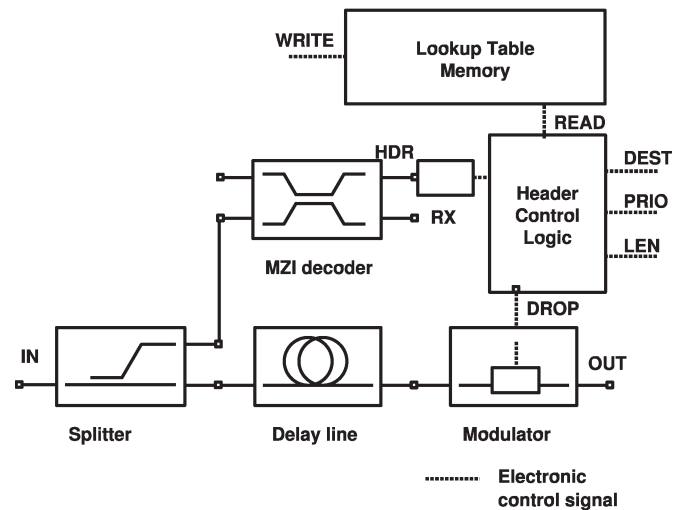 WRITE
Lookup Table
Memory
READ
HDR
DEST
Header
Control
Logic
PRIO
RX
LEN
MZI decoder
DROP
IN
OUT
Splitter
Delay line
Modulator
Electronic
control signal